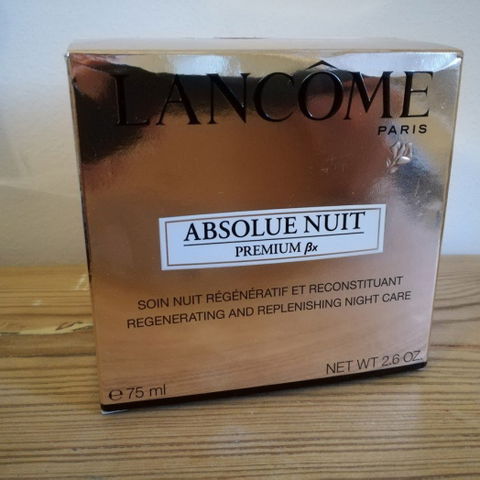 LANCÔME
PARIS
ABSOLUE NUIT
PREMIUM βx
SOIN NUIT RÉGÉNÉRATIF ET RECONSTITUANT
REGENERATING AND REPLENISHING NIGHT CARE
NET WT 2.6 OZ.
℮ 75 ml